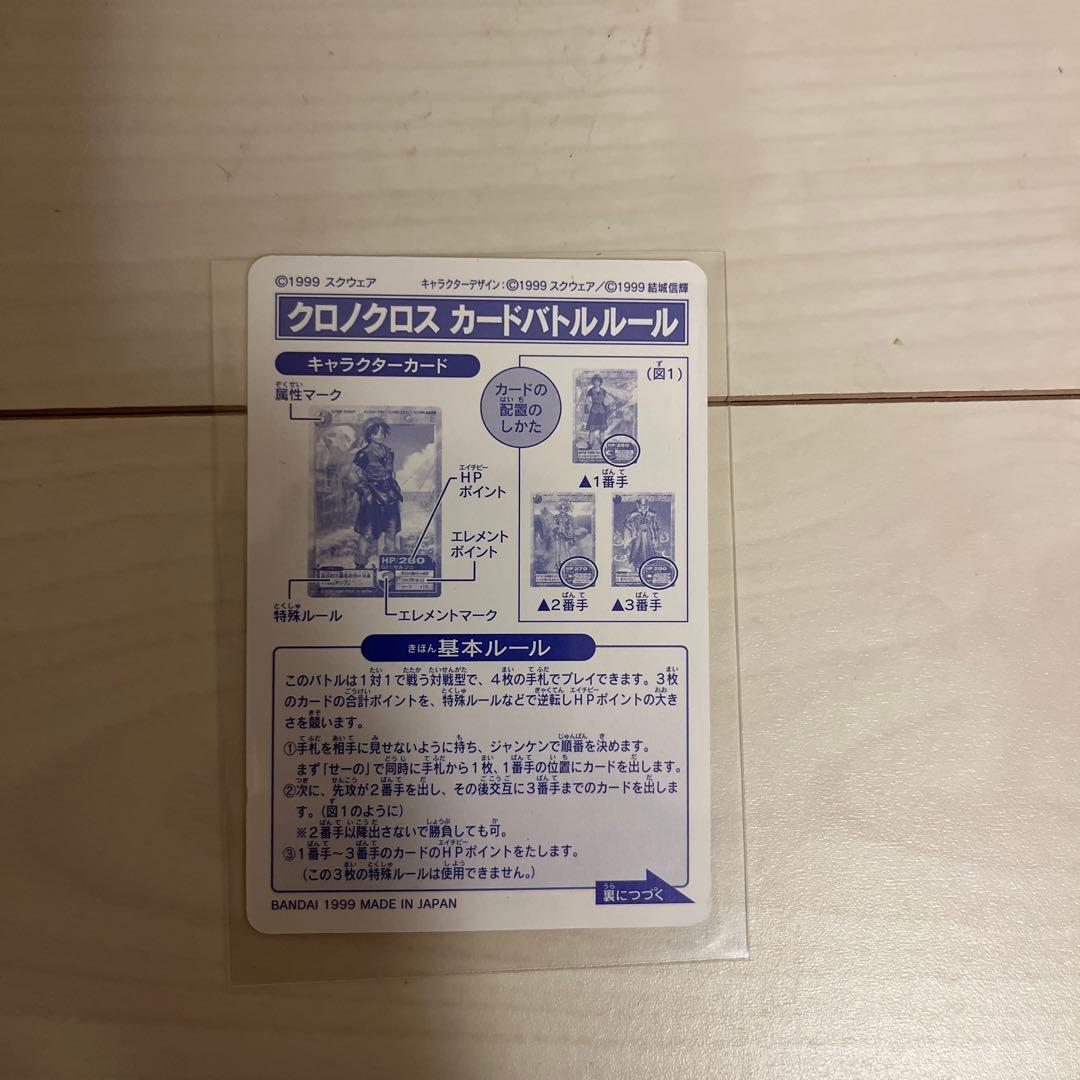 ©1999 スクウェア キャラクターデザイン:©1999 スクウェア/©1999 結城信輝
クロノクロス カードバトルルール
キャラクターカード
属性マーク
HP
ポイント
エレメント
ポイント
HP/280
特殊ルール
エレメントマーク
カードの
配置の
しかた
(図1)
▲1番手
▲2番手
▲3番手
基本ルール
このバトルは1対1で戦う対戦型で、4枚の手札でプレイできます。3枚
のカードの合計ポイントを、特殊ルールなどで逆転しHPポイントの大き
さを競います。
①手札を相手に見せないように持ち、ジャンケンで順番を決めます。
まず「せーの」で同時に手札から1枚、1番手の位置にカードを出します。
②次に、先攻が2番手を出し、その後交互に3番手までのカードを出しま
す。(図1のように)
※2番手以降出さないで勝負しても可。
③1番手～3番手のカードのHPポイントをたします。
(この3枚の特殊ルールは使用できません。)
裏につづく
BANDAI 1999 MADE IN JAPAN